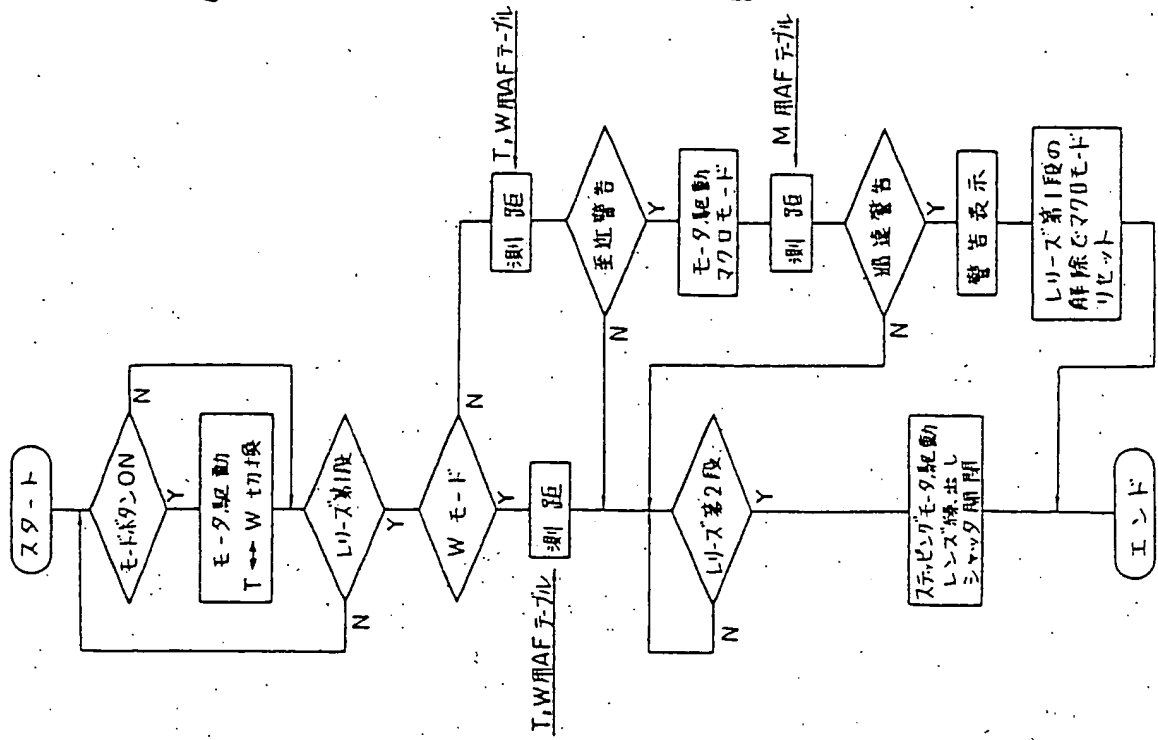 スタート
モードボタンON
Y
N
モータ駆動
T ↔ W 切換
レリーズ第1段
Y
N
Wモード
Y
N
測距
T,W用AFテーブル
測距
T,W用AFテーブル
至近警告
Y
N
モータ駆動
マクロモード
測距
M用AFテーブル
警告
Y
N
警告表示
レリーズ第1段の
解除でマクロモード
リセット
レリーズ第2段
Y
N
ステッピングモータ駆動
レンズ繰出し
シャッタ開閉
エンド